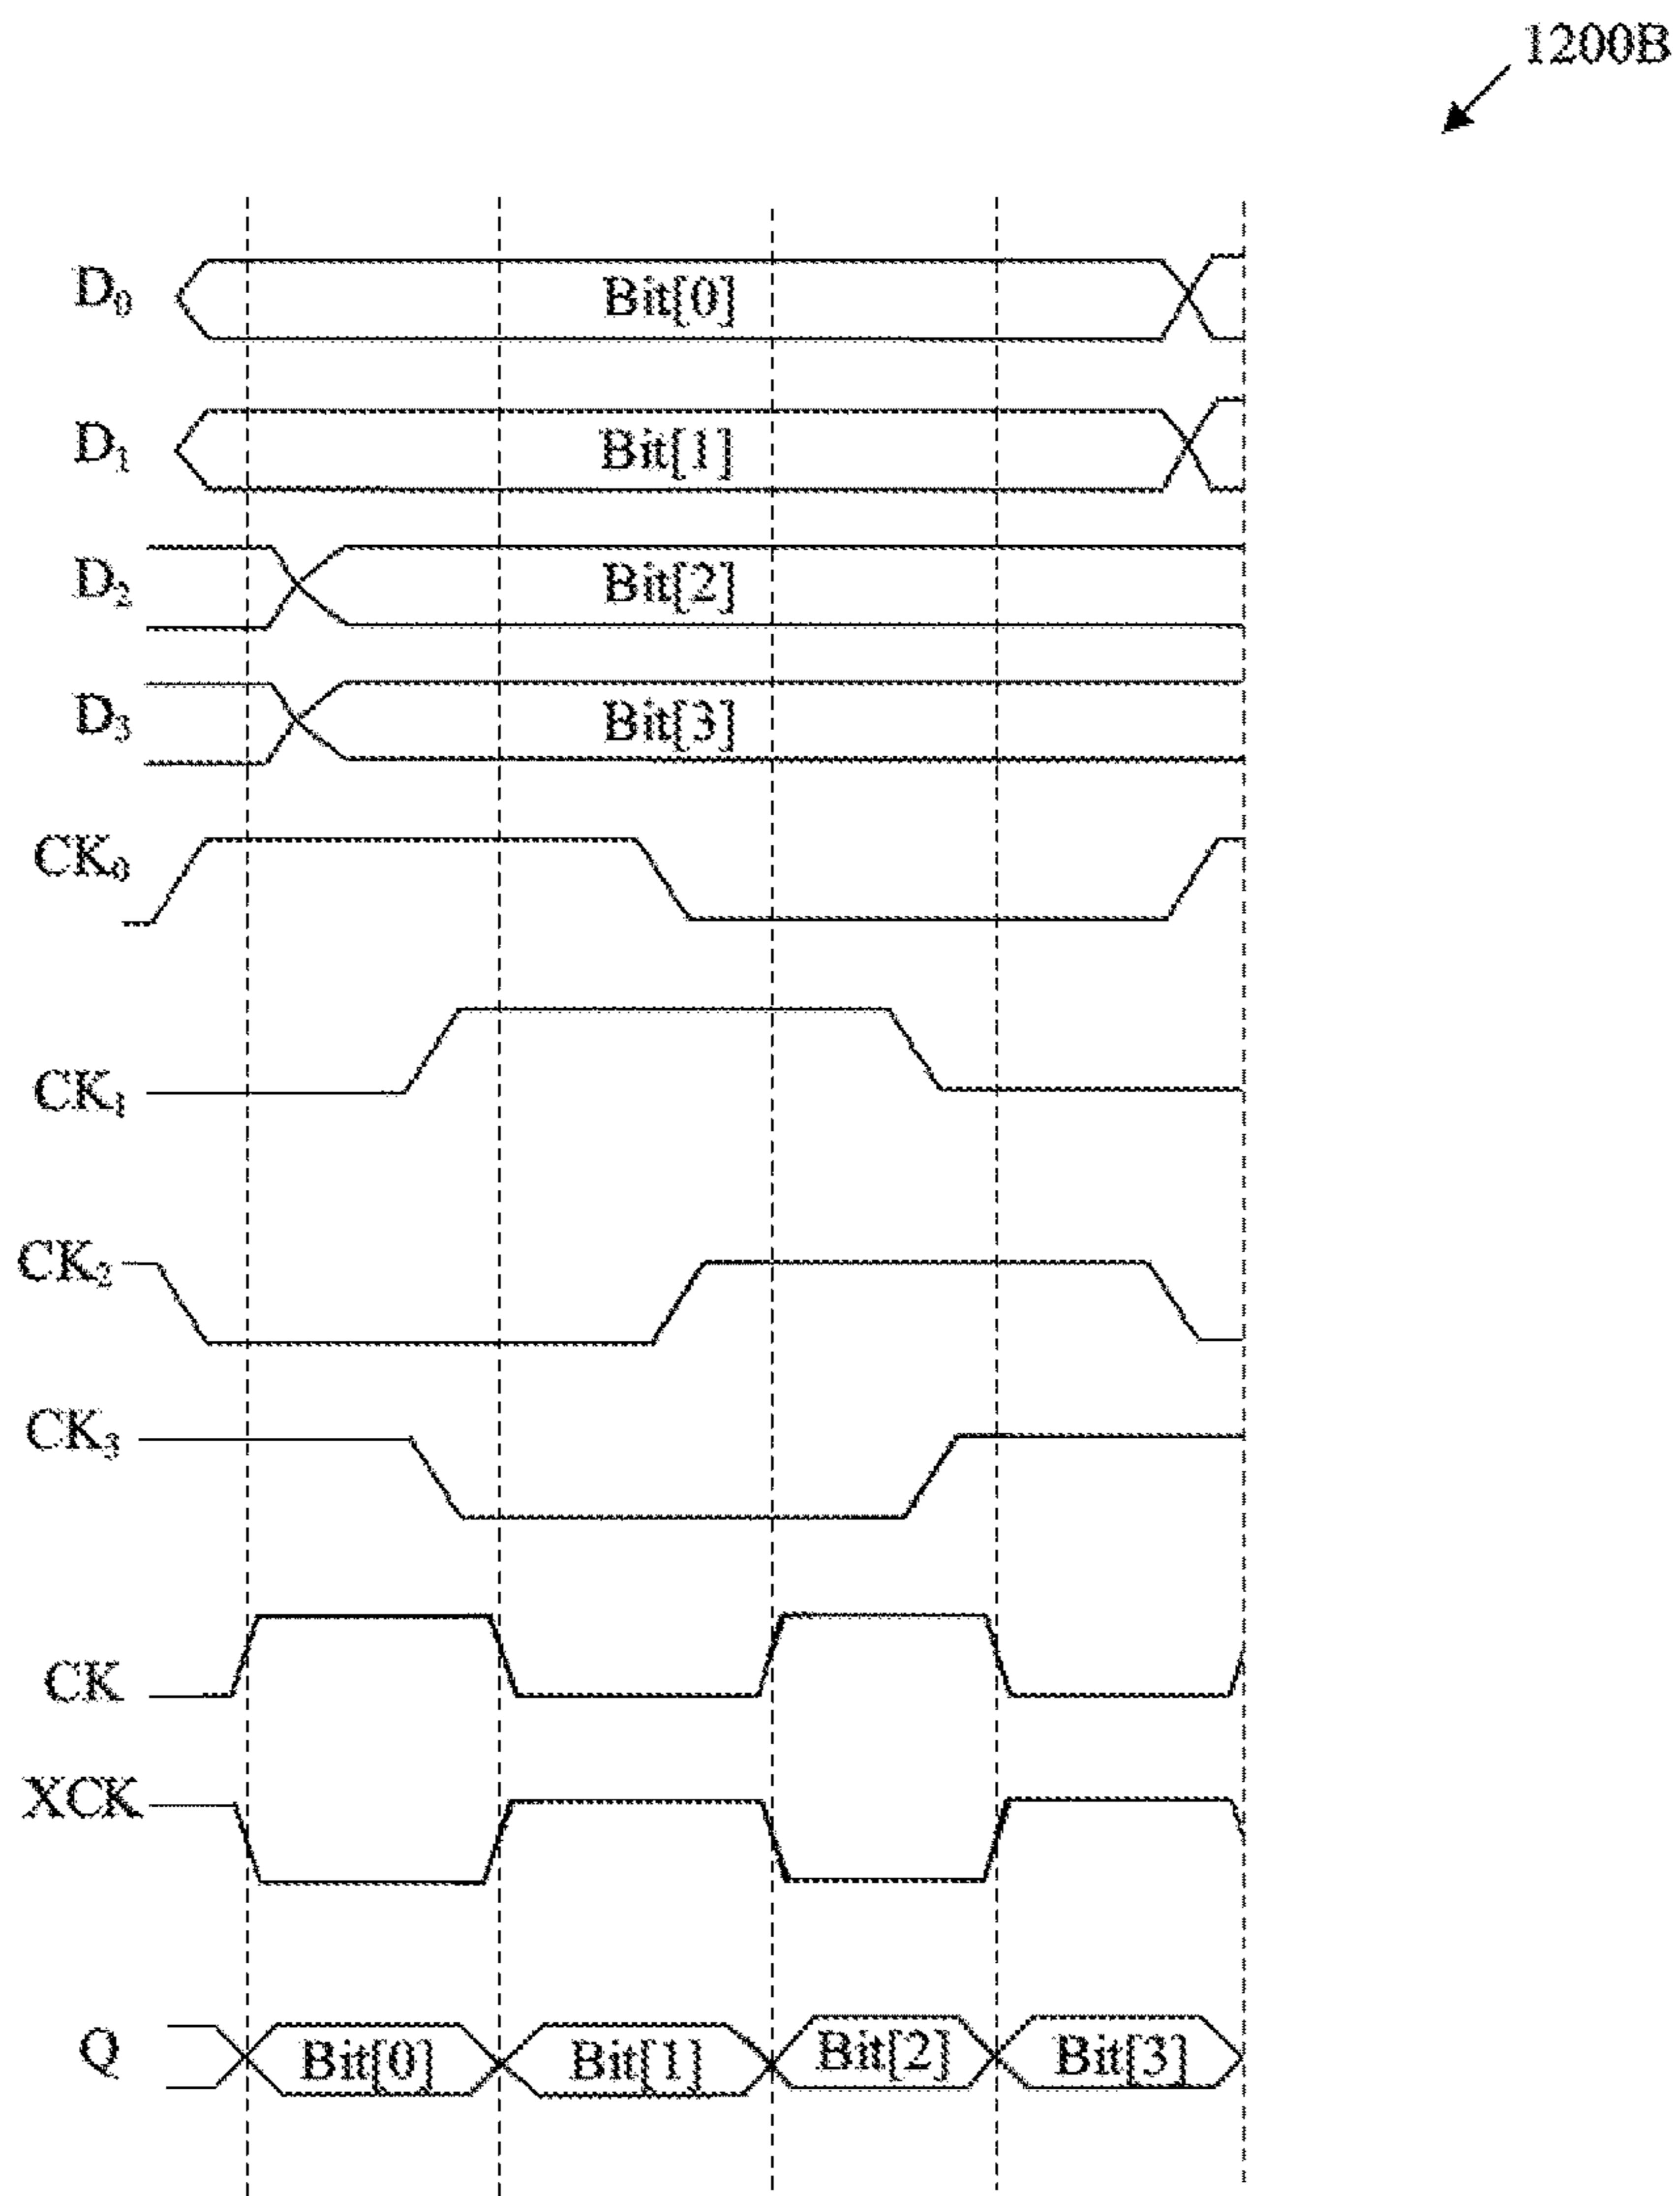 1200B
D₀ Bit[0]
D₁ Bit[1]
D₂ Bit[2]
D₃ Bit[3]
CK₀
CK₁
CK₂
CK₃
CK
XCK
Q Bit[0] Bit[1] Bit[2] Bit[3]